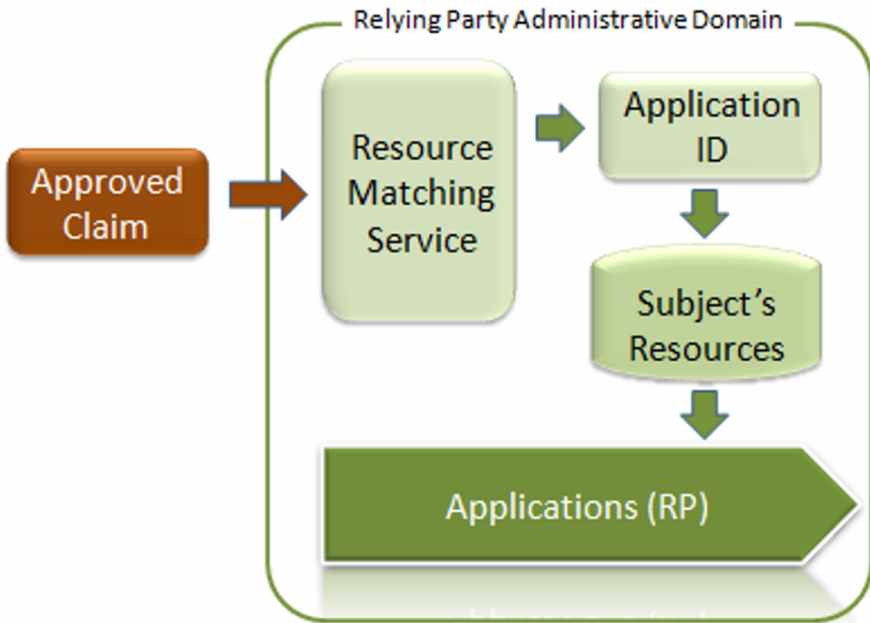 Relying Party Administrative Domain
Approved
Claim
Resource
Matching
Service
Application
ID
Subject’s
Resources
Applications (RP)